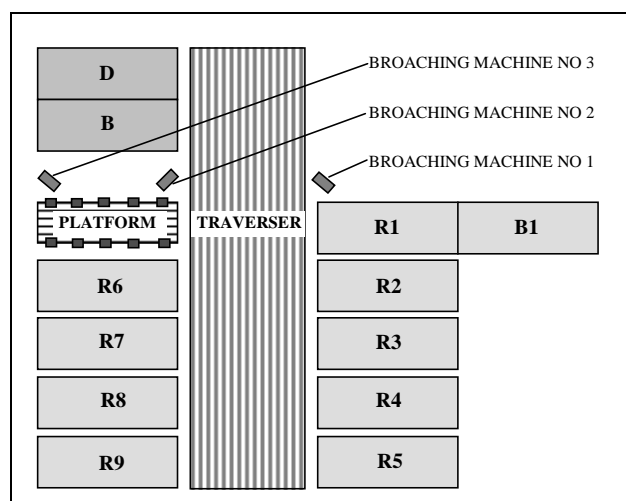 D
BROACHING MACHINE NO 3
B
BROACHING MACHINE NO 2
BROACHING MACHINE NO 1
PLATFORM
TRAVERSER
R1
B1
R6
R2
R7
R3
R8
R4
R9
R5